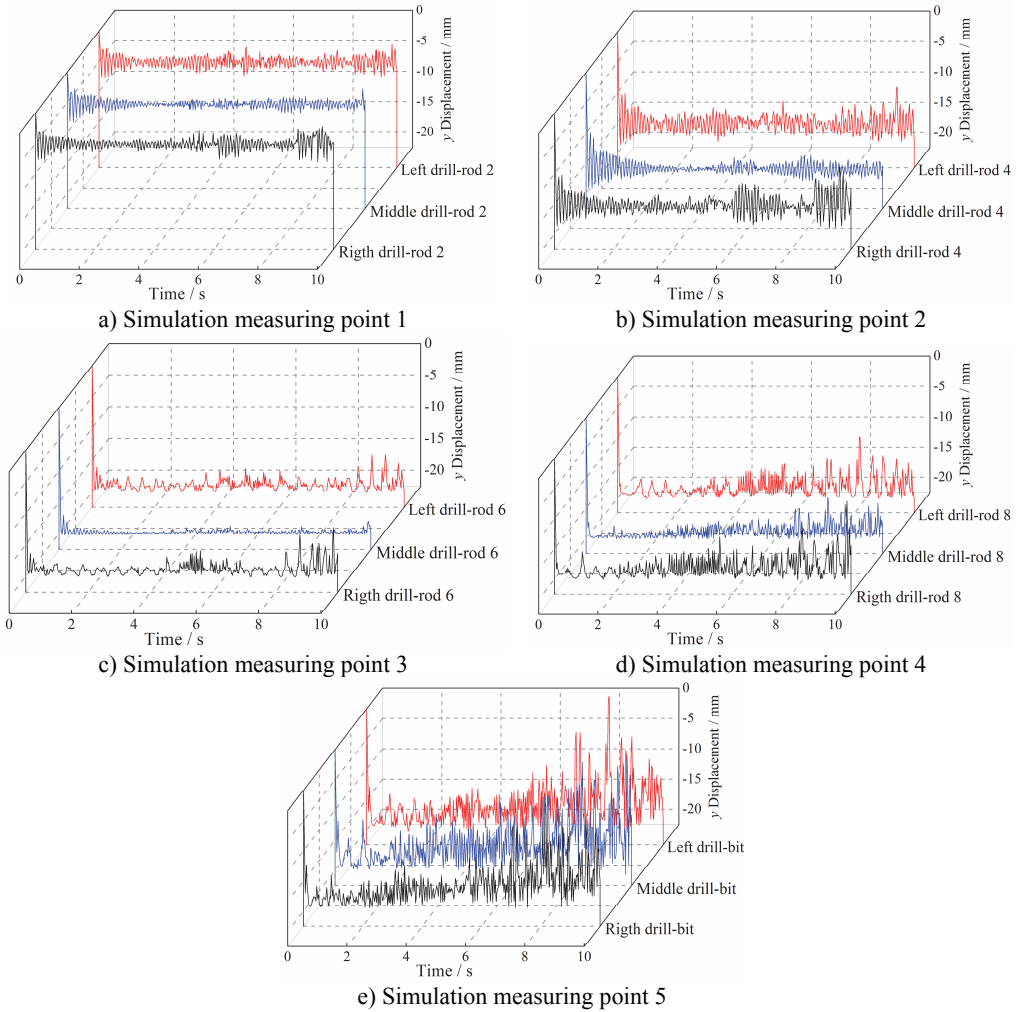 0
-5
-10
-15
-20
y Displacement / mm
Left drill-rod 2
Middle drill-rod 2
Rigth drill-rod 2
0 2 4 6 8 10
Time / s
a) Simulation measuring point 1
0
-5
-10
-15
-20
y Displacement / mm
Left drill-rod 4
Middle drill-rod 4
Rigth drill-rod 4
0 2 4 6 8 10
Time / s
b) Simulation measuring point 2
0
-5
-10
-15
-20
y Displacement / mm
Left drill-rod 6
Middle drill-rod 6
Rigth drill-rod 6
0 2 4 6 8 10
Time / s
c) Simulation measuring point 3
0
-5
-10
-15
-20
y Displacement / mm
Left drill-rod 8
Middle drill-rod 8
Rigth drill-rod 8
0 2 4 6 8 10
Time / s
d) Simulation measuring point 4
0
-5
-10
-15
-20
y Displacement / mm
Left drill-bit
Middle drill-bit
Rigth drill-bit
0 2 4 6 8 10
Time / s
e) Simulation measuring point 5